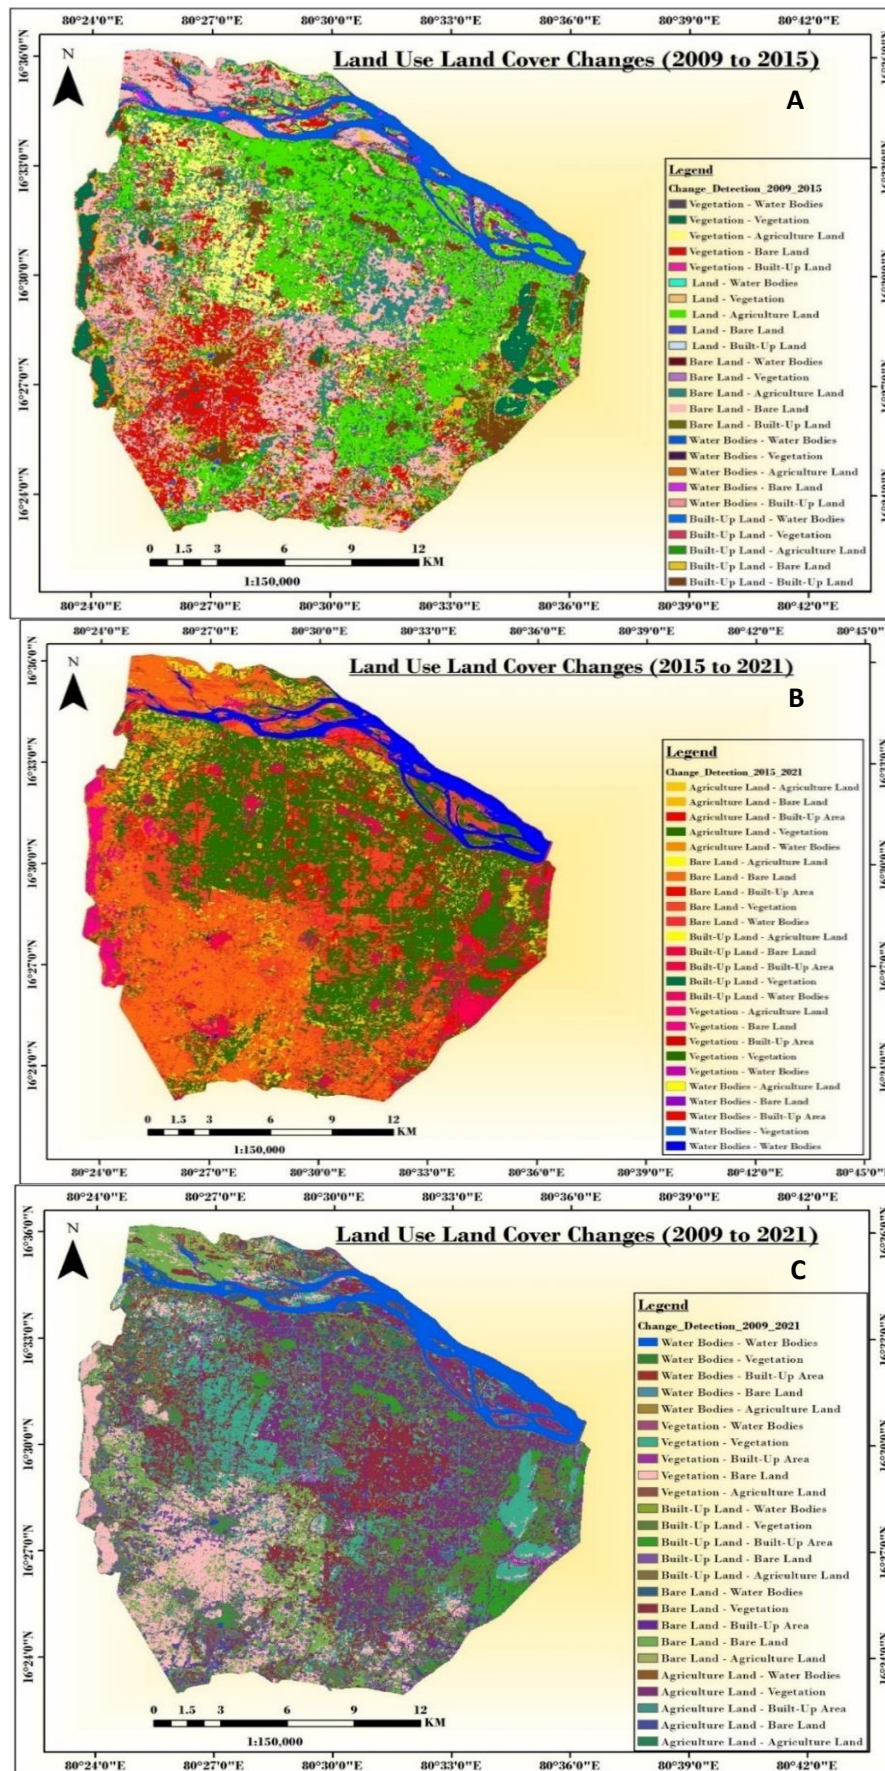 80°24'0"E 80°27'0"E 80°30'0"E 80°33'0"E 80°36'0"E 80°39'0"E 80°42'0"E
Land Use Land Cover Changes (2009 to 2015)
A
N
16°36'0"N
16°33'0"N
16°30'0"N
16°27'0"N
16°24'0"N
Legend
Change_Detection_2009_2015
Vegetation - Water Bodies
Vegetation - Vegetation
Vegetation - Agriculture Land
Vegetation - Bare Land
Vegetation - Built-Up Land
Land - Water Bodies
Land - Vegetation
Land - Agriculture Land
Land - Bare Land
Land - Built-Up Land
Bare Land - Water Bodies
Bare Land - Vegetation
Bare Land - Agriculture Land
Bare Land - Bare Land
Bare Land - Built-Up Land
Water Bodies - Water Bodies
Water Bodies - Vegetation
Water Bodies - Agriculture Land
Water Bodies - Bare Land
Water Bodies - Built-Up Land
Built-Up Land - Water Bodies
Built-Up Land - Vegetation
Built-Up Land - Agriculture Land
Built-Up Land - Bare Land
Built-Up Land - Built-Up Land
0 1.5 3 6 9 12
KM
1:150,000
80°24'0"E 80°27'0"E 80°30'0"E 80°33'0"E 80°36'0"E 80°39'0"E 80°42'0"E
80°24'0"E 80°27'0"E 80°30'0"E 80°33'0"E 80°36'0"E 80°39'0"E 80°42'0"E 80°45'0"E
Land Use Land Cover Changes (2015 to 2021)
B
N
16°36'0"N
16°33'0"N
16°30'0"N
16°27'0"N
16°24'0"N
Legend
Change_Detection_2015_2021
Agriculture Land - Agriculture Land
Agriculture Land - Bare Land
Agriculture Land - Built-Up Area
Agriculture Land - Vegetation
Agriculture Land - Water Bodies
Bare Land - Agriculture Land
Bare Land - Bare Land
Bare Land - Built-Up Area
Bare Land - Vegetation
Bare Land - Water Bodies
Built-Up Land - Agriculture Land
Built-Up Land - Bare Land
Built-Up Land - Built-Up Area
Built-Up Land - Vegetation
Built-Up Land - Water Bodies
Vegetation - Agriculture Land
Vegetation - Bare Land
Vegetation - Built-Up Area
Vegetation - Vegetation
Vegetation - Water Bodies
Water Bodies - Agriculture Land
Water Bodies - Bare Land
Water Bodies - Built-Up Area
Water Bodies - Vegetation
Water Bodies - Water Bodies
0 1.5 3 6 9 12
KM
1:150,000
80°24'0"E 80°27'0"E 80°30'0"E 80°33'0"E 80°36'0"E 80°39'0"E 80°42'0"E 80°45'0"E
80°24'0"E 80°27'0"E 80°30'0"E 80°33'0"E 80°36'0"E 80°39'0"E 80°42'0"E
Land Use Land Cover Changes (2009 to 2021)
C
N
16°36'0"N
16°33'0"N
16°30'0"N
16°27'0"N
16°24'0"N
Legend
Change_Detection_2009_2021
Water Bodies - Water Bodies
Water Bodies - Vegetation
Water Bodies - Built-Up Area
Water Bodies - Bare Land
Water Bodies - Agriculture Land
Vegetation - Water Bodies
Vegetation - Vegetation
Vegetation - Built-Up Area
Vegetation - Bare Land
Vegetation - Agriculture Land
Built-Up Land - Water Bodies
Built-Up Land - Vegetation
Built-Up Land - Built-Up Area
Built-Up Land - Bare Land
Built-Up Land - Agriculture Land
Bare Land - Water Bodies
Bare Land - Vegetation
Bare Land - Built-Up Area
Bare Land - Bare Land
Bare Land - Agriculture Land
Agriculture Land - Water Bodies
Agriculture Land - Vegetation
Agriculture Land - Built-Up Area
Agriculture Land - Bare Land
Agriculture Land - Agriculture Land
0 1.5 3 6 9 12
KM
1:150,000
80°24'0"E 80°27'0"E 80°30'0"E 80°33'0"E 80°36'0"E 80°39'0"E 80°42'0"E